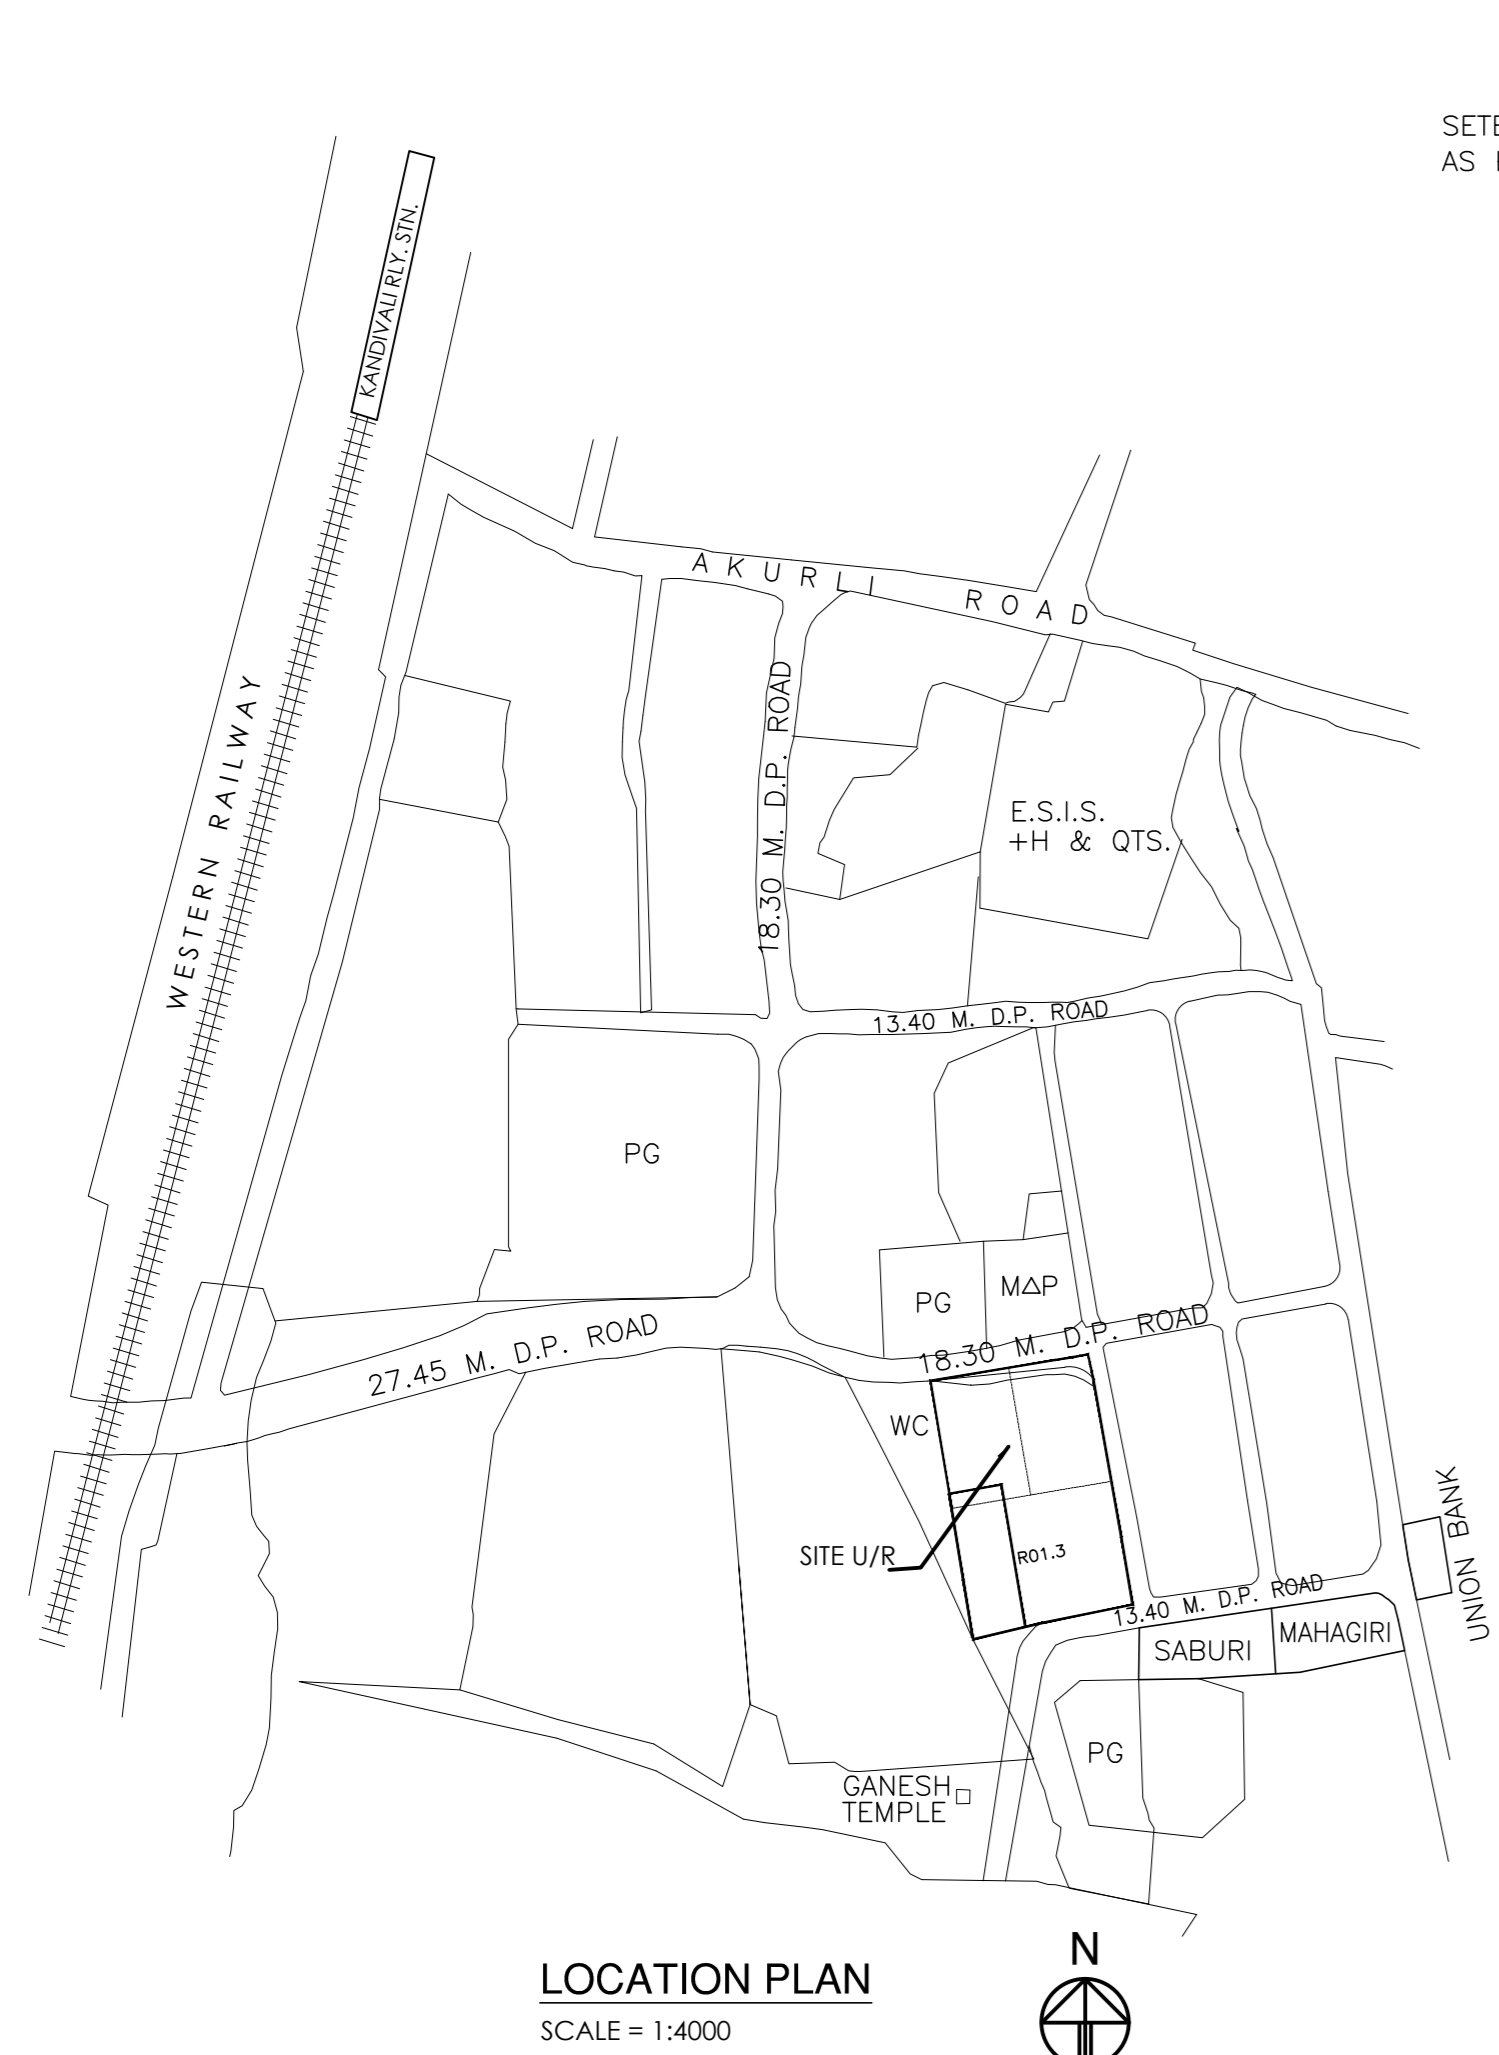 AS
KANDIVALI RLY. STN.
AKURLI ROAD
WESTERN RAILWAY
18.30 M. D.P. ROAD
E.S.I.S.
+H & QTS.
13.40 M. D.P. ROAD
PG
PG
M∆P
27.45 M. D.P. ROAD
18.30 M. D.P. ROAD
WC
SITE U/R
R01.3
UNION BANK
13.40 M. D.P. ROAD
SABURI
MAHAGIRI
PG
GANESH
TEMPLE
N
LOCATION PLAN
SCALE = 1:4000